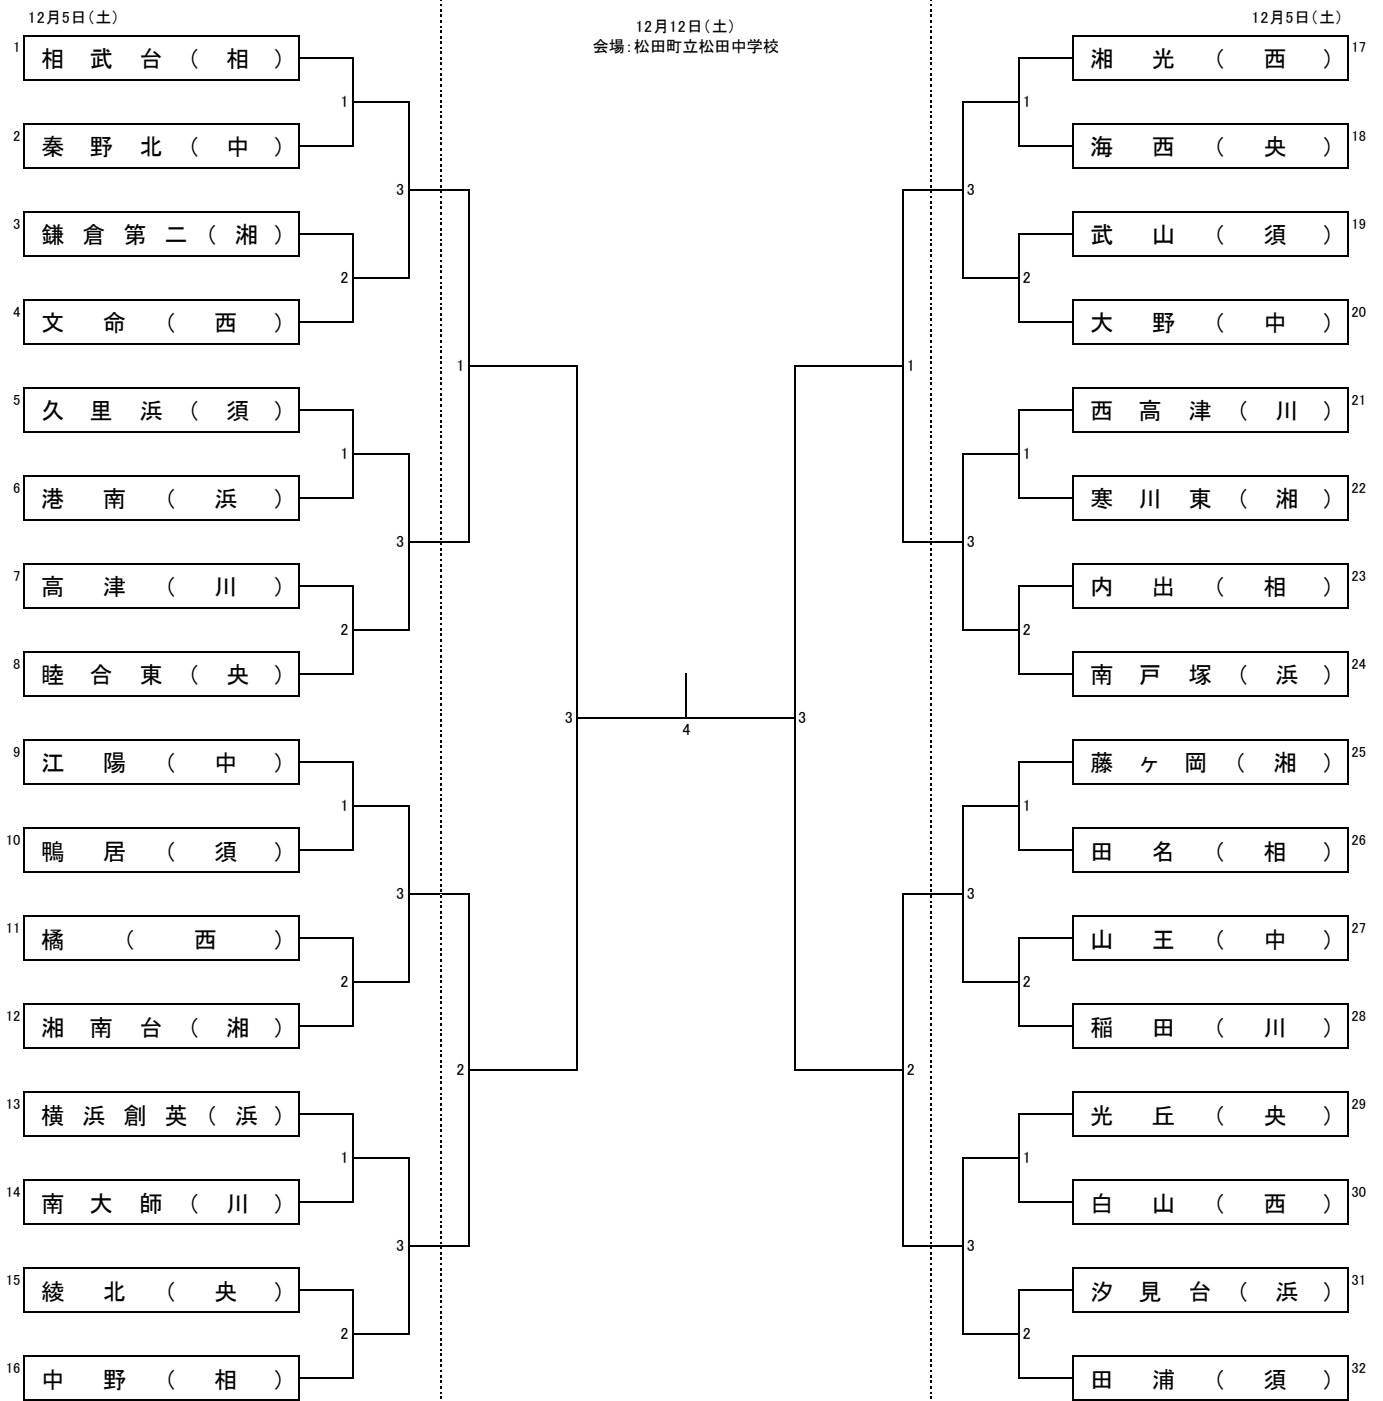 12月5日(土)
12月12日(土)
会場:松田町立松田中学校
12月5日(土)
1 相武台(相)
1
2 秦野北(中)
3
3 鎌倉第二(湘)
2
4 文命(西)
1
5 久里浜(須)
1
6 港南(浜)
3
7 高津(川)
2
8 睦合東(央)
3
9 江陽(中)
1
10 鴨居(須)
3
11 橘(西)
2
12 湘南台(湘)
2
13 横浜創英(浜)
1
14 南大師(川)
3
15 綾北(央)
2
16 中野(相)
4
湘光(西) 17
1
海西(央) 18
3
武山(須) 19
2
大野(中) 20
1
西高津(川) 21
1
寒川東(湘) 22
3
内出(相) 23
2
南戸塚(浜) 24
3
藤ヶ岡(湘) 25
1
田名(相) 26
3
山王(中) 27
2
稲田(川) 28
2
光丘(央) 29
1
白山(西) 30
3
汐見台(浜) 31
2
田浦(須) 32